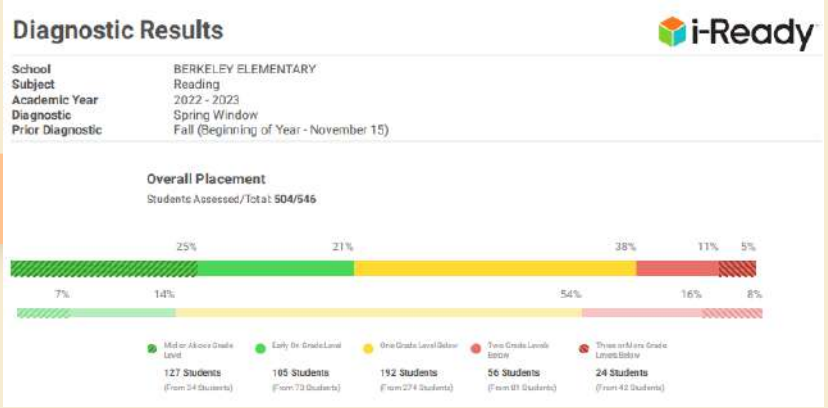 Diagnostic Results
i-Ready
School BERKELEY ELEMENTARY
Subject Reading
Academic Year 2022 - 2023
Diagnostic Spring Window
Prior Diagnostic Fall (Beginning of Year - November 15)
Overall Placement
Students Assessed/Total: 504/546
25% 21% 38% 11% 5%
7% 14% 54% 16% 8%
Mid or Above Grade Level
Early On Grade Level
One Grade Level Below
Two Grade Levels Below
Three or More Grade Levels Below
127 Students 105 Students 192 Students 56 Students 24 Students
(From 34 Students) (From 73 Students) (From 274 Students) (From 81 Students) (From 42 Students)